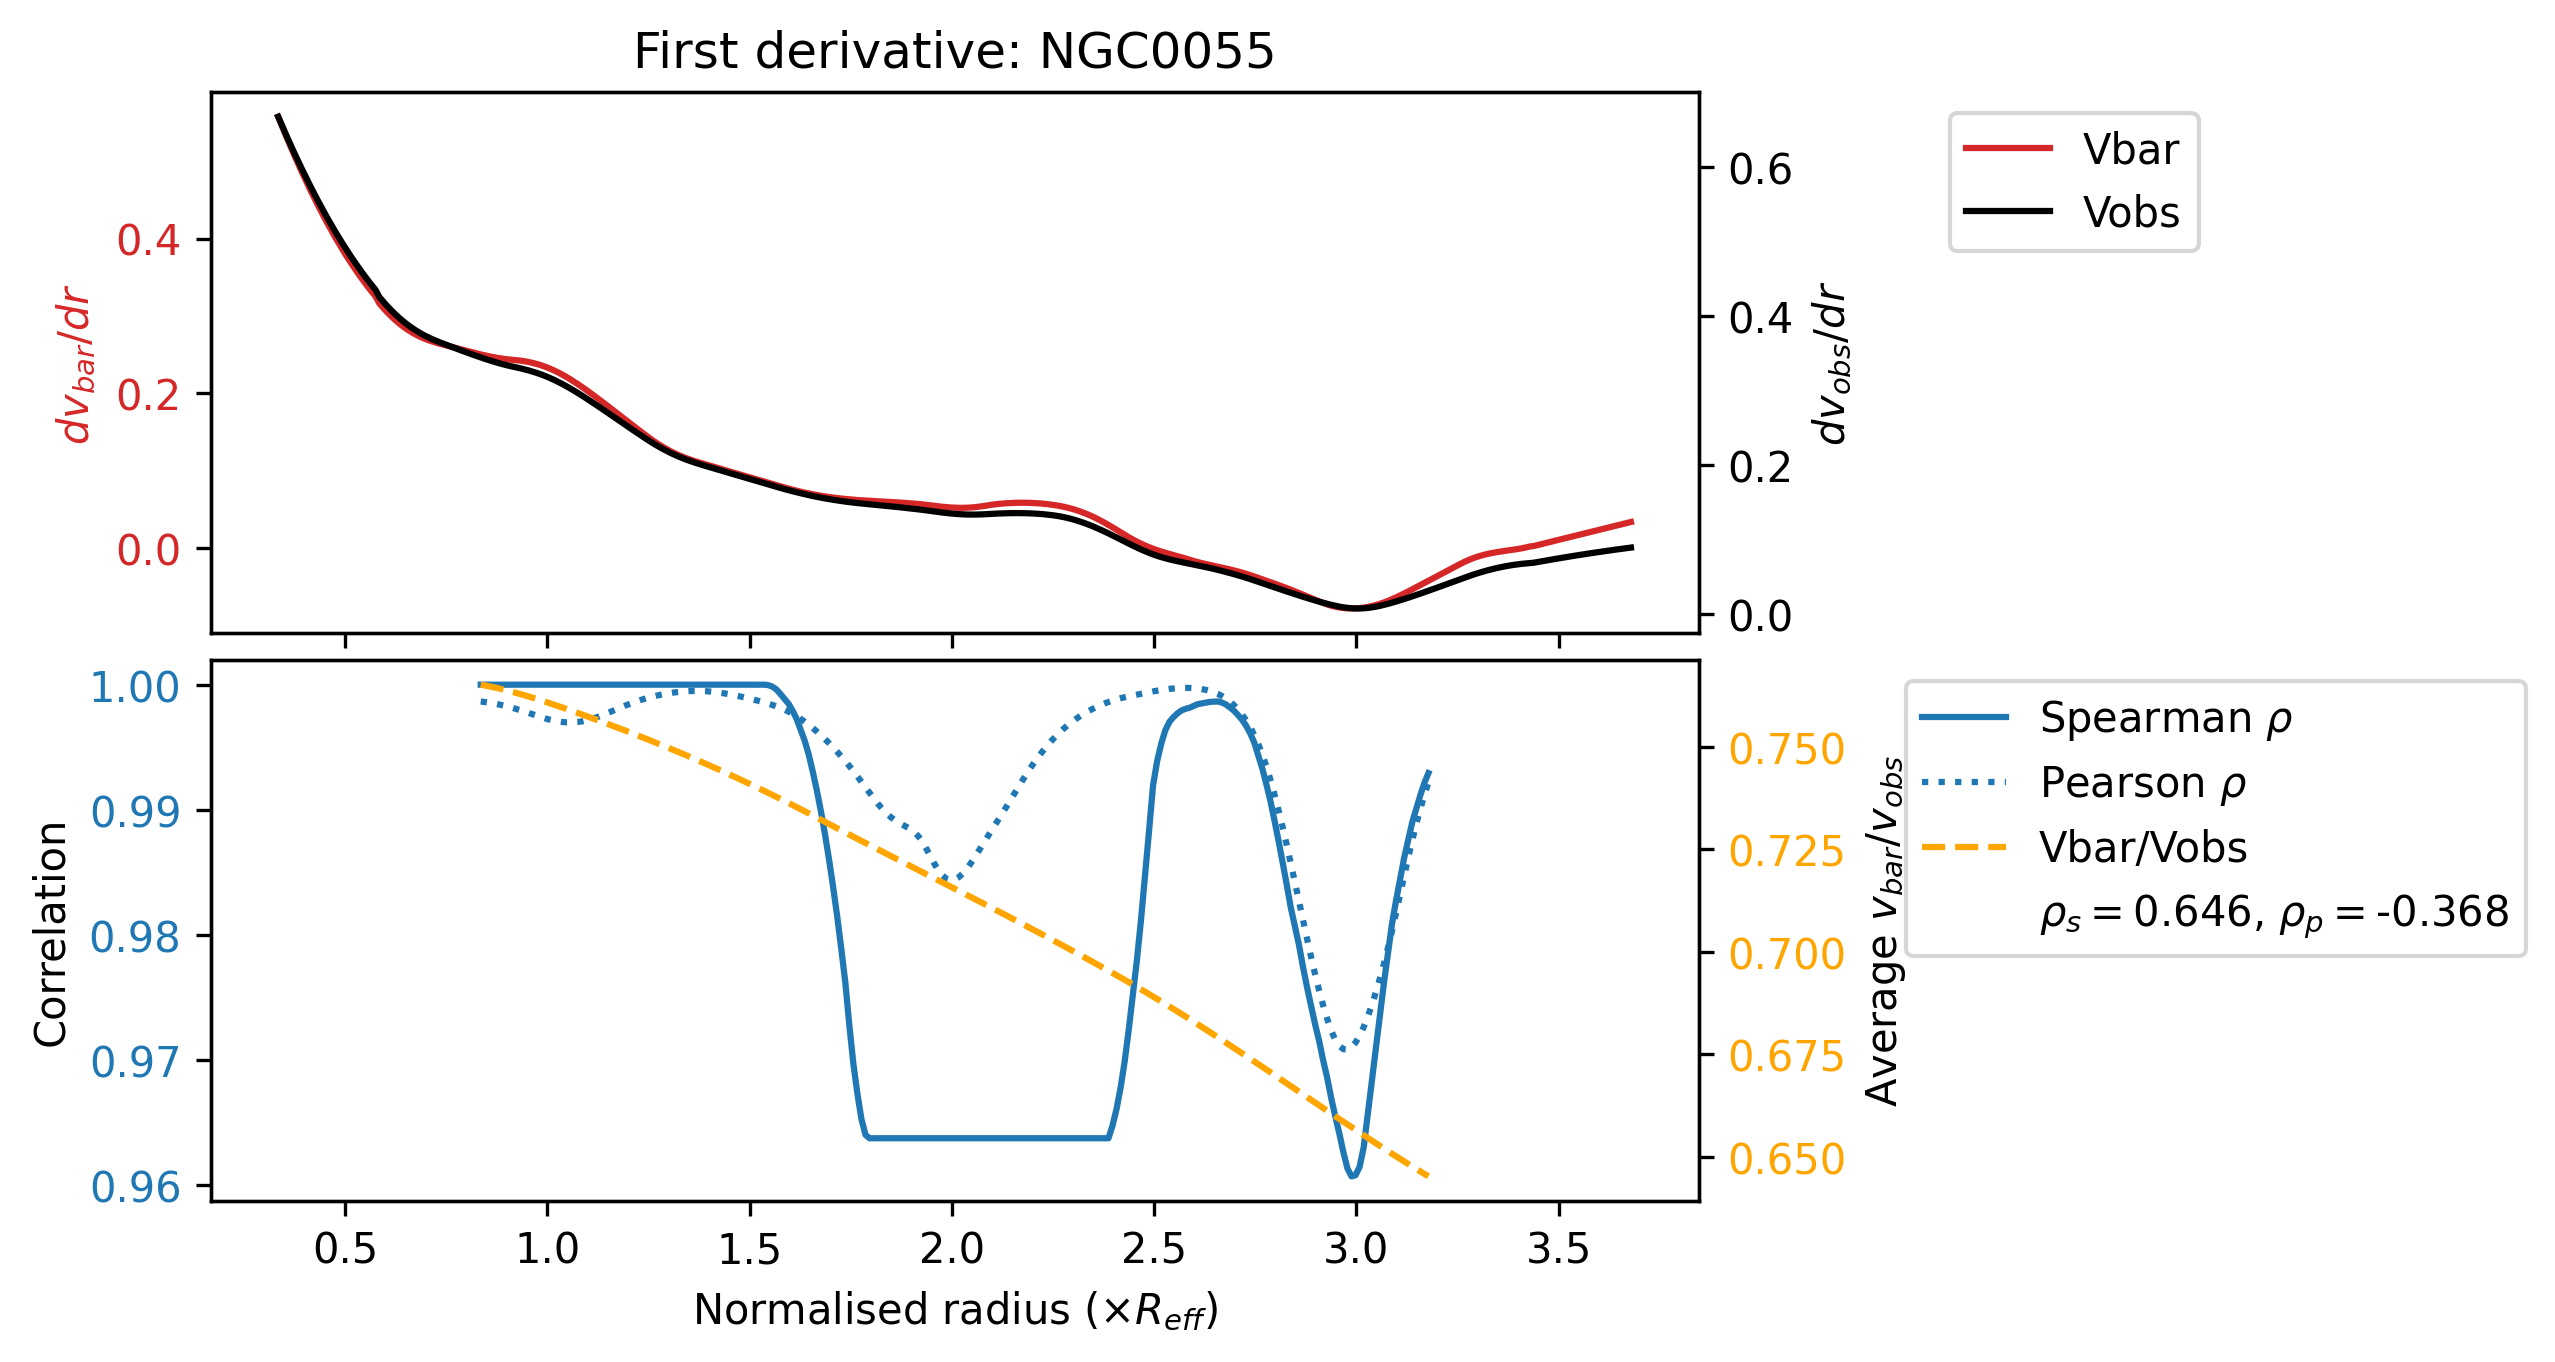 First derivative: NGC0055
0.4
0.2
0.0
dv_bar/dr
0.6
0.4
0.2
0.0
dv_obs/dr
Vbar
Vobs
1.00
0.99
0.98
0.97
0.96
Correlation
0.750
0.725
0.700
0.675
0.650
Average v_bar/v_obs
Spearman ρ
Pearson ρ
Vbar/Vobs
ρ_s = 0.646, ρ_p = -0.368
0.5 1.0 1.5 2.0 2.5 3.0 3.5
Normalised radius (×R_eff)